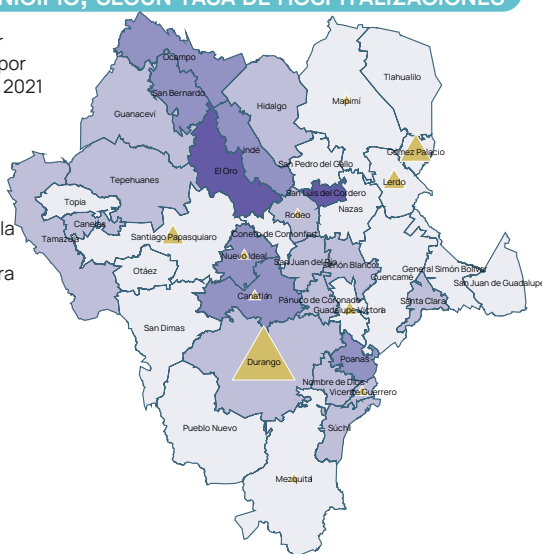 NICIPIO, SEGÚN TASA DE HOSPITALIZACIONES
por
2021
la
ra
Ocampo
San Bernardo
Guanaceví
Hidalgo
Mapimí
Tlahualilo
Indé
El Oro
San Pedro del Gallo
Gómez Palacio
Lerdo
Tepehuanes
San Luis del Cordero
Topia
Rodeo
Nazas
Canelas
Tamazula
Santiago Papasquiaro
Coneto de Comonfort
Otáez
Nuevo Ideal
San Juan del Río
Peñón Blanco
Cuencamé
General Simón Bolívar
San Juan de Guadalupe
Canatlán
Pánuco de Coronado
Guadalupe Victoria
Santa Clara
San Dimas
Durango
Poanas
Nombre de Dios
Vicente Guerrero
Pueblo Nuevo
Súchil
Mezquital